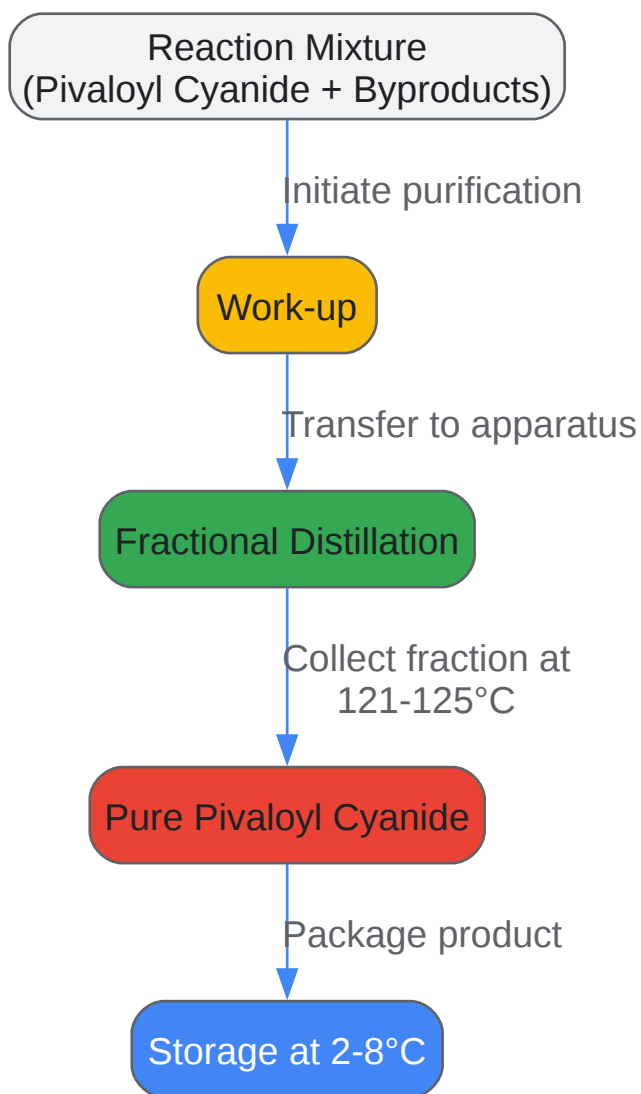 Reaction Mixture
(Pivaloyl Cyanide + Byproducts)
Initiate purification
Work-up
Transfer to apparatus
Fractional Distillation
Collect fraction at
121-125°C
Pure Pivaloyl Cyanide
Package product
Storage at 2-8°C